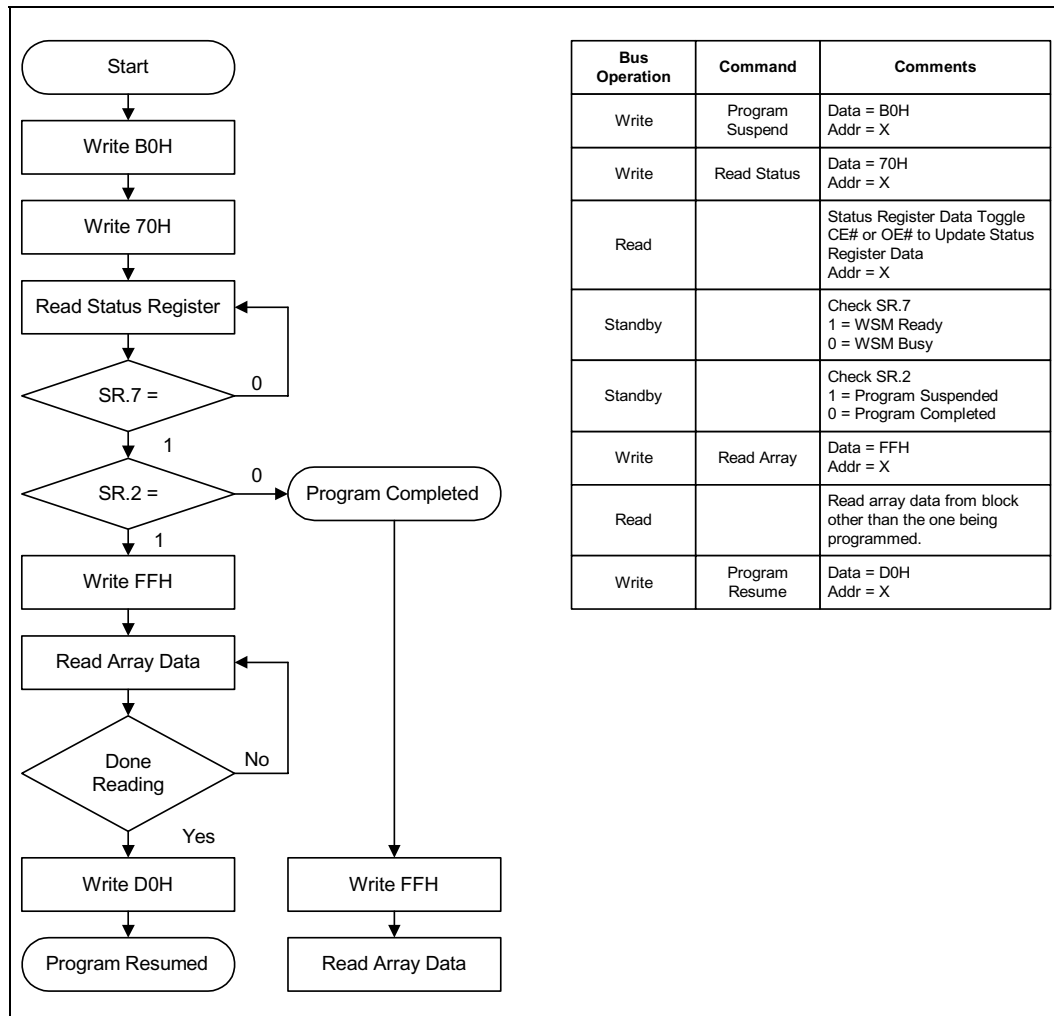 Start
Write B0H
Write 70H
Read Status Register
SR.7 =
0
1
SR.2 =
0
Program Completed
1
Write FFH
Read Array Data
Done
Reading
No
Yes
Write D0H
Write FFH
Program Resumed
Read Array Data
Bus
Operation
Command
Comments
Write
Program
Suspend
Data = B0H
Addr = X
Write
Read Status
Data = 70H
Addr = X
Read
Status Register Data Toggle
CE# or OE# to Update Status
Register Data
Addr = X
Standby
Check SR.7
1 = WSM Ready
0 = WSM Busy
Standby
Check SR.2
1 = Program Suspended
0 = Program Completed
Write
Read Array
Data = FFH
Addr = X
Read
Read array data from block
other than the one being
programmed.
Write
Program
Resume
Data = D0H
Addr = X